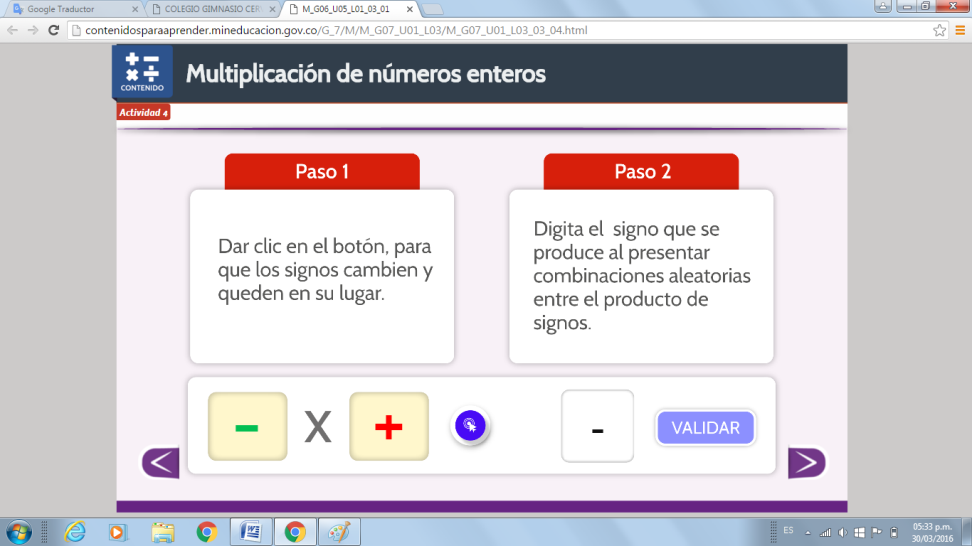 Google Traductor
COLEGIO GIMNASIO CER
M_G06_U05_L01_03_01
contenidosparaaprender.mineducacion.gov.co/G_7/M/M_G07_U01_L03/M_G07_U01_L03_03_04.html
CONTENIDO
Multiplicación de números enteros
Actividad 4
Paso 1
Dar clic en el botón, para
que los signos cambien y
queden en su lugar.
Paso 2
Digita el signo que se
produce al presentar
combinaciones aleatorias
entre el producto de
signos.
− X + -
VALIDAR
< >
ES
05:33 p.m.
30/03/2016